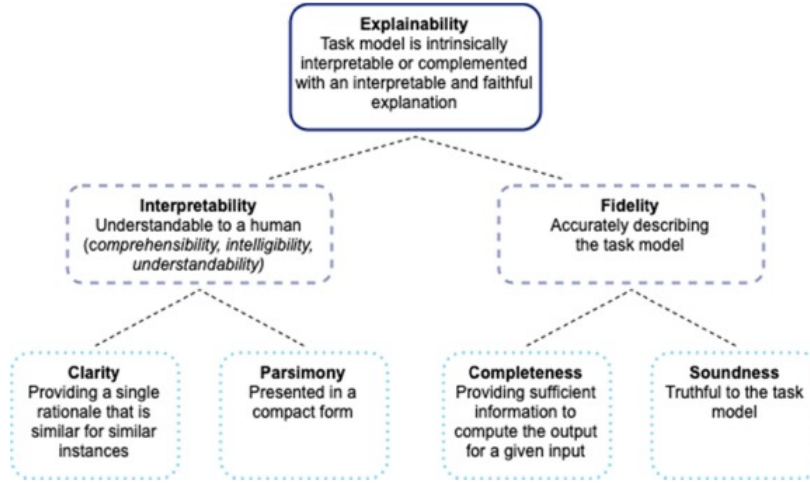 Explainability
Task model is intrinsically
interpretable or complemented
with an interpretable and faithful
explanation
Interpretability
Understandable to a human
(comprehensibility, intelligibility,
understandability)
Fidelity
Accurately describing
the task model
Clarity
Providing a single
rationale that is
similar for similar
instances
Parsimony
Presented in a
compact form
Completeness
Providing sufficient
information to
compute the output
for a given input
Soundness
Truthful to the task
model